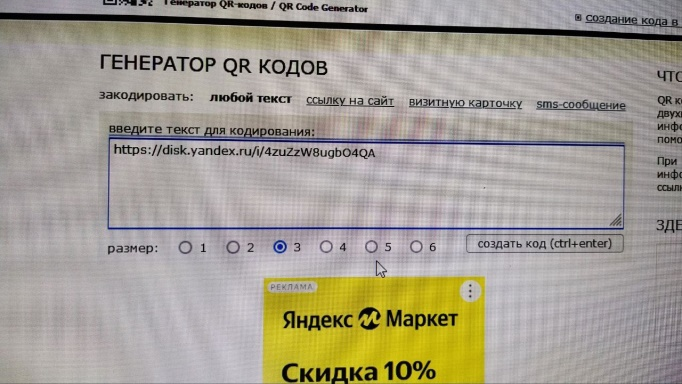 Генератор QR-кодов / QR Code Generator
создание кода в
ГЕНЕРАТОР QR КОДОВ
закодировать: любой текст ссылку на сайт визитную карточку sms-сообщение
введите текст для кодирования:
https://disk.yandex.ru/i/4zuZzW8ugbO4QA
размер: 1 2 3 4 5 6 создать код (ctrl+enter)
ЧТО
QR к
двух
инфо
помо
При
инфо
ссылк
ЗДЕ
РЕКЛАМА
Яндекс Маркет
Скидка 10%